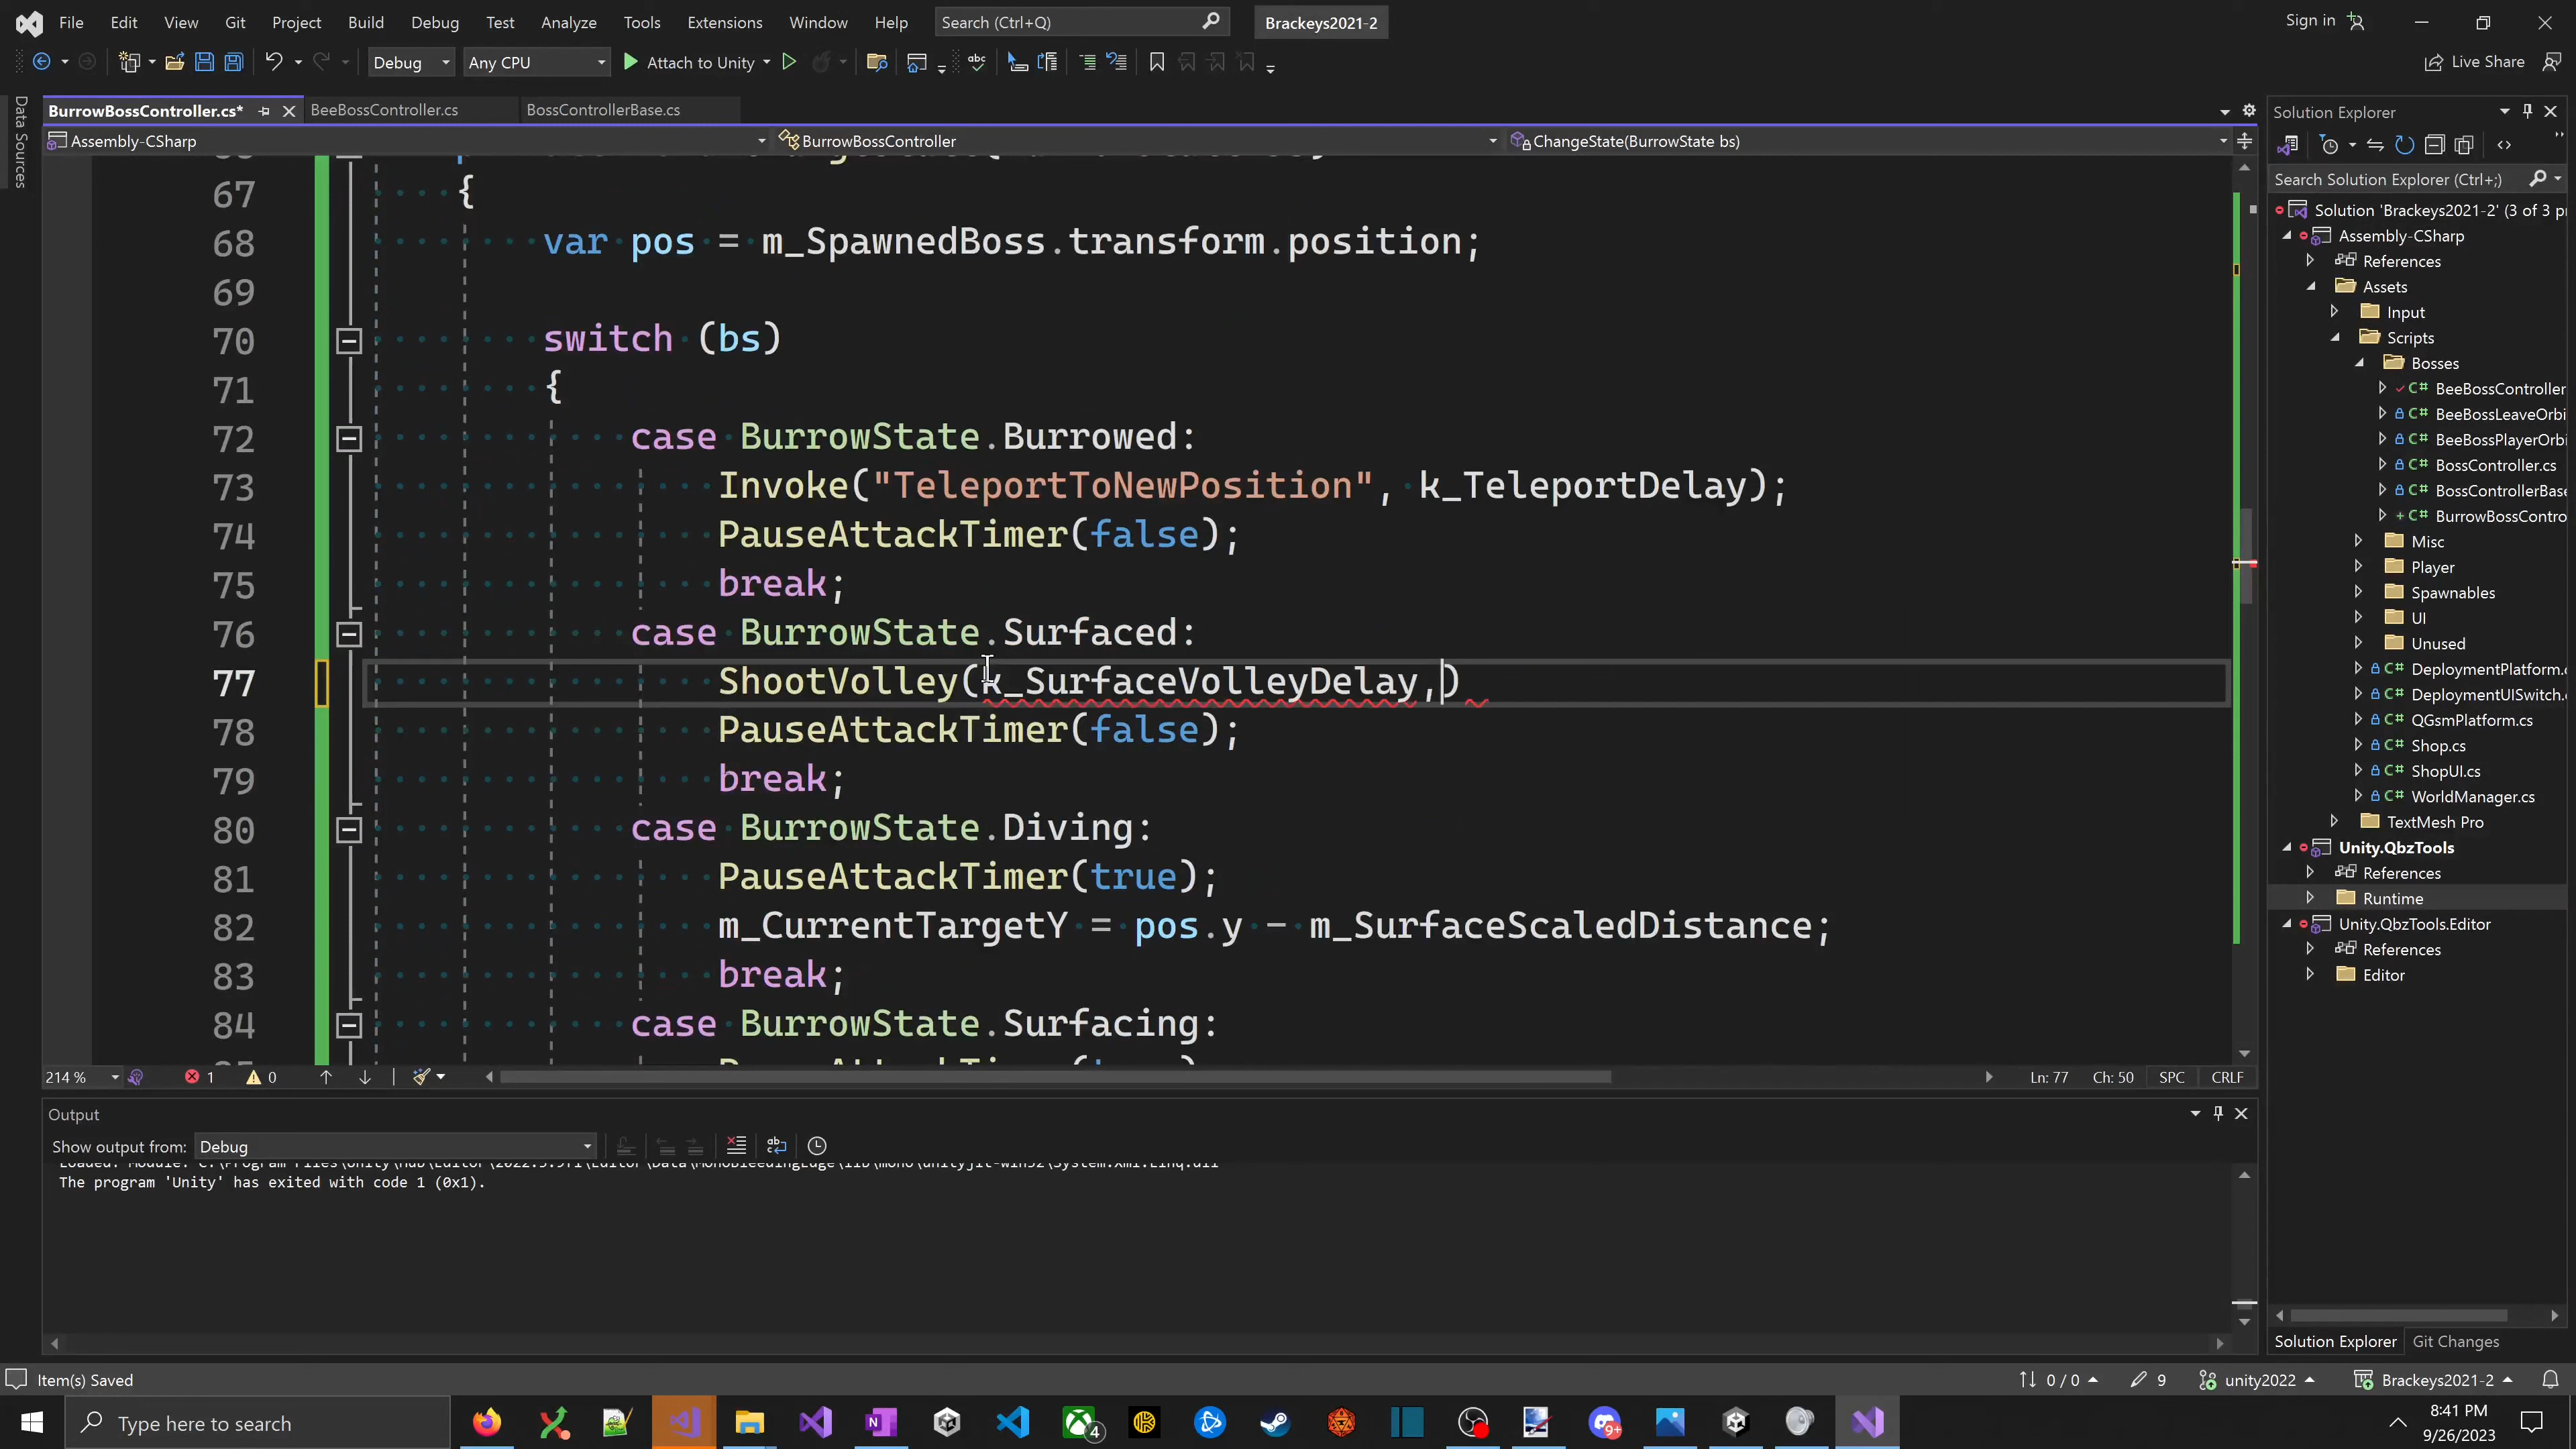 File Edit View Git Project Build Debug Test Analyze Tools Extensions Window Help Search (Ctrl+Q) Brackeys2021-2 Sign in
Debug Any CPU Attach to Unity Live Share
Data Sources
BurrowBossController.cs* BeeBossController.cs BossControllerBase.cs
Assembly-CSharp BurrowBossController ChangeState(BurrowState bs)
67 {
68 var pos = m_SpawnedBoss.transform.position;
69
70 switch (bs)
71 {
72 case BurrowState.Burrowed:
73 Invoke("TeleportToNewPosition", k_TeleportDelay);
74 PauseAttackTimer(false);
75 break;
76 case BurrowState.Surfaced:
77 ShootVolley(k_SurfaceVolleyDelay,)
78 PauseAttackTimer(false);
79 break;
80 case BurrowState.Diving:
81 PauseAttackTimer(true);
82 m_CurrentTargetY = pos.y - m_SurfaceScaledDistance;
83 break;
84 case BurrowState.Surfacing:
214 % 1 0 Ln: 77 Ch: 50 SPC CRLF
Output
Show output from: Debug
The program 'Unity' has exited with code 1 (0x1).
Solution Explorer
Search Solution Explorer (Ctrl+;)
Solution 'Brackeys2021-2' (3 of 3 pr
Assembly-CSharp
References
Assets
Input
Scripts
Bosses
BeeBossController
BeeBossLeaveOrbi
BeeBossPlayerOrbi
BossController.cs
BossControllerBase
BurrowBossContro
Misc
Player
Spawnables
UI
Unused
DeploymentPlatform.c
DeploymentUISwitch.c
QGsmPlatform.cs
Shop.cs
ShopUI.cs
WorldManager.cs
TextMesh Pro
Unity.QbzTools
References
Runtime
Unity.QbzTools.Editor
References
Editor
Solution Explorer Git Changes
Item(s) Saved 0 / 0 9 unity2022 Brackeys2021-2
Type here to search 4 9+ 8:41 PM
9/26/2023